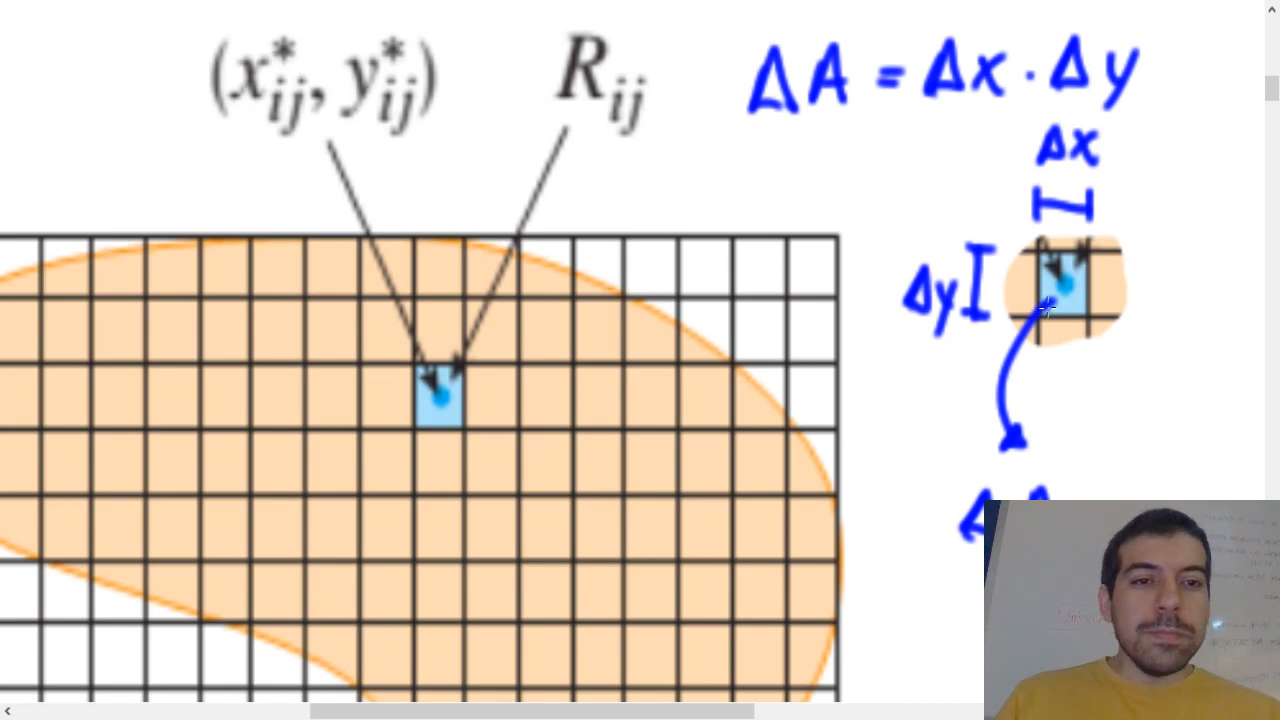 (x*ij, y*ij) Rij
ΔA = Δx · Δy
Δx
Δy